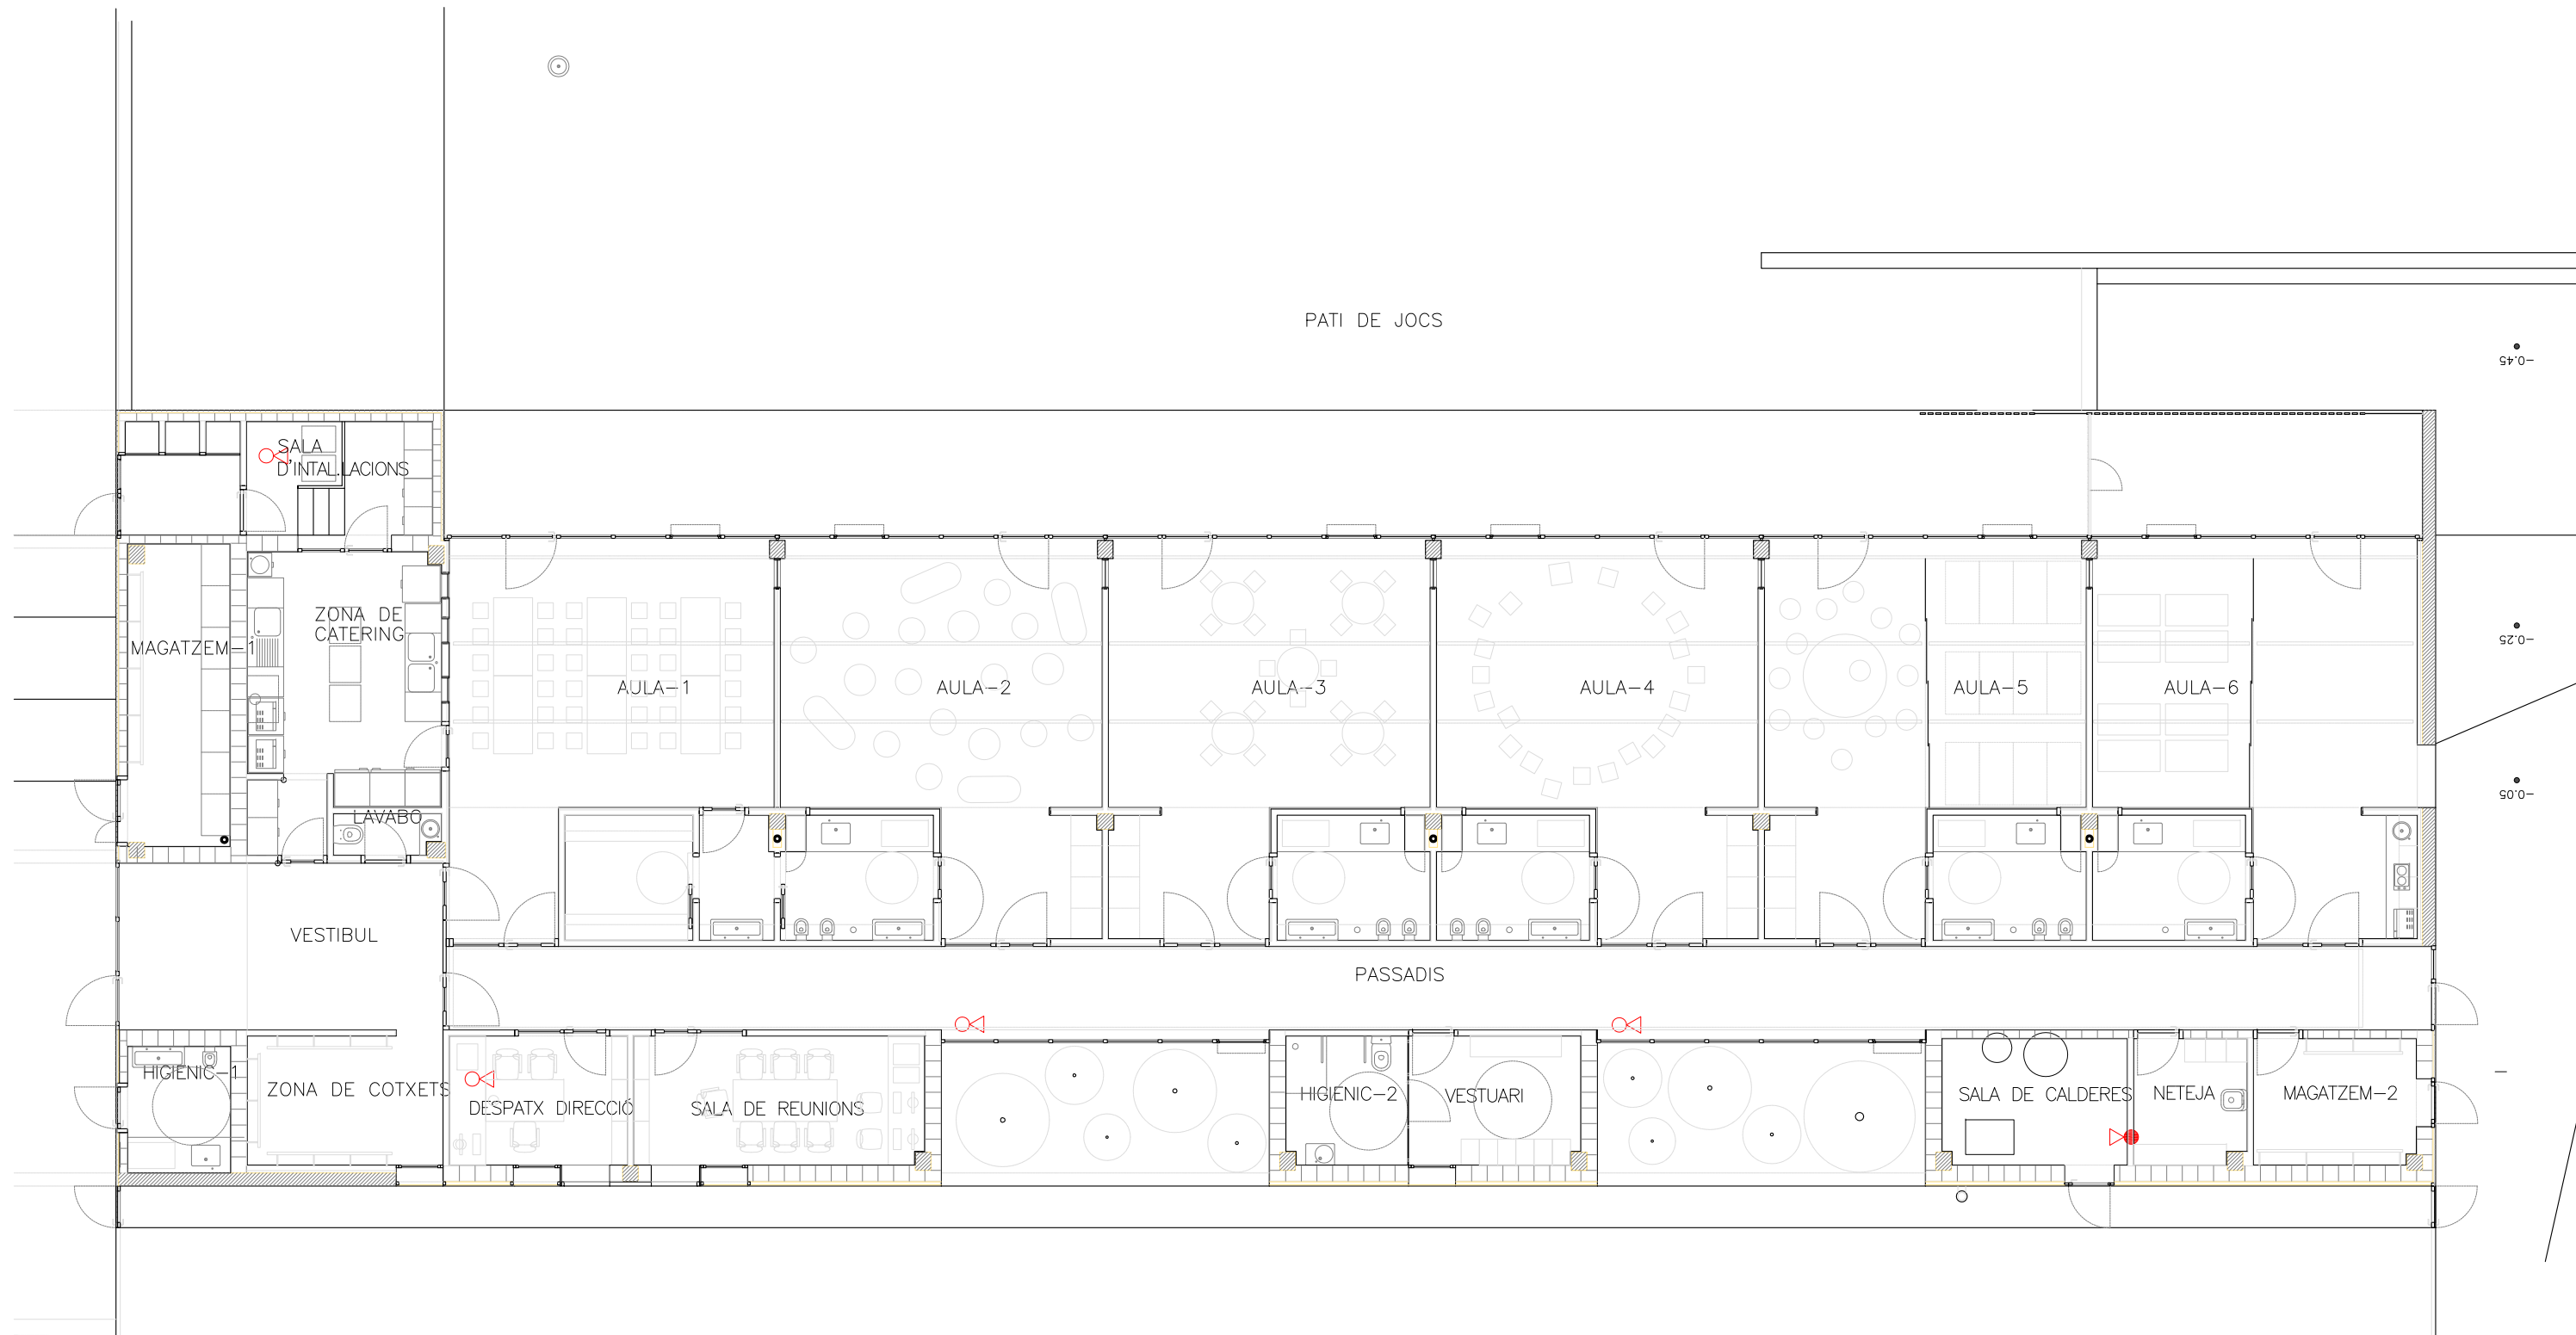 PATI DE JOCS
-0.45
SALA
D'INTAL.LACIONS
ZONA DE
CATERING
MAGATZEM-1
-0.25
AULA-1
AULA-2
AULA-3
AULA-4
AULA-5
AULA-6
-0.05
LAVABO
VESTIBUL
PASSADIS
HIGIENIC-1
ZONA DE COTXETS
DESPATX DIRECCIÓ
SALA DE REUNIONS
HIGIENIC-2
VESTUARI
SALA DE CALDERES
NETEJA
MAGATZEM-2